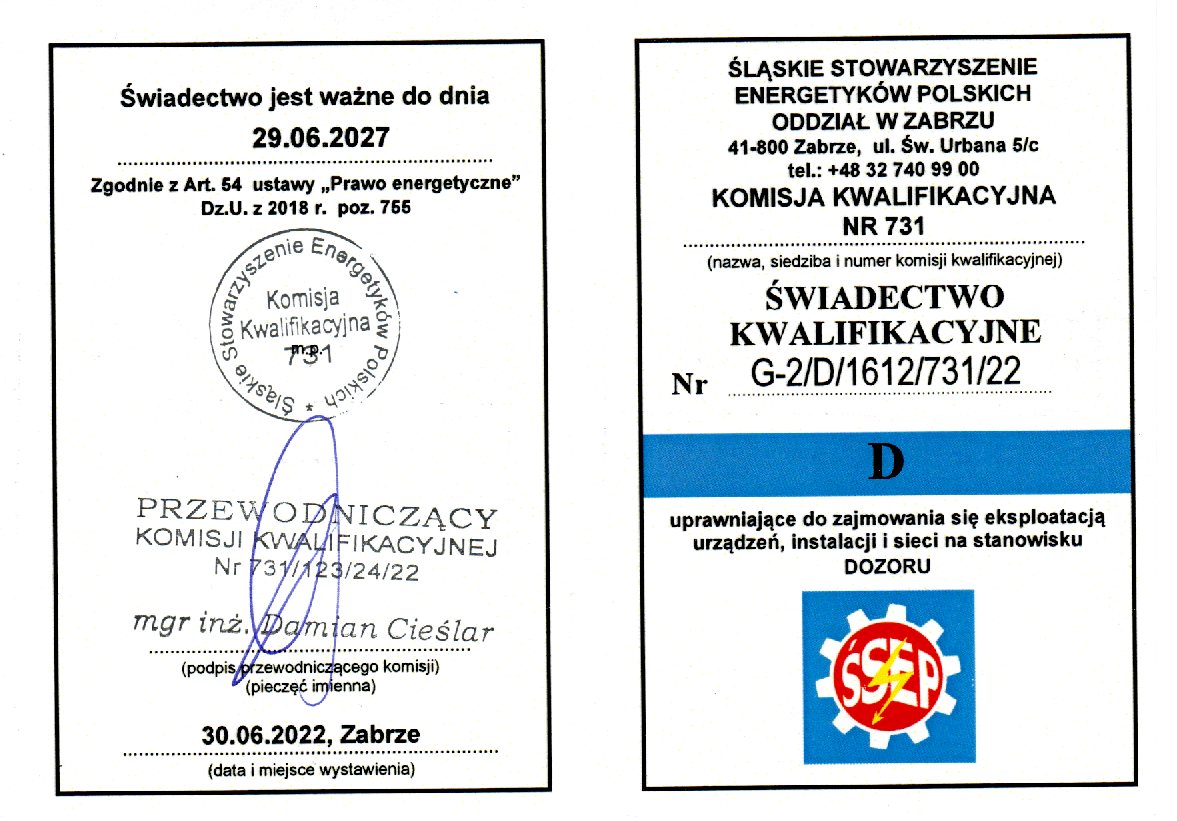 Świadectwo jest ważne do dnia
29.06.2027
Zgodnie z Art. 54 ustawy „Prawo energetyczne”
Dz.U. z 2018 r. poz. 755
Śląskie Stowarzyszenie Energetyków Polskich *
Komisja
Kwalifikacyjna
731
m.p.
PRZEWODNICZĄCY
KOMISJI KWALIFIKACYJNEJ
Nr 731/123/24/22
mgr inż. Damian Cieślar
(podpis przewodniczącego komisji)
(pieczęć imienna)
30.06.2022, Zabrze
(data i miejsce wystawienia)
ŚLĄSKIE STOWARZYSZENIE
ENERGETYKÓW POLSKICH
ODDZIAŁ W ZABRZU
41-800 Zabrze, ul. Św. Urbana 5/c
tel.: +48 32 740 99 00
KOMISJA KWALIFIKACYJNA
NR 731
(nazwa, siedziba i numer komisji kwalifikacyjnej)
ŚWIADECTWO
KWALIFIKACYJNE
Nr G-2/D/1612/731/22
D
uprawniające do zajmowania się eksploatacją
urządzeń, instalacji i sieci na stanowisku
DOZORU
ŚSEP